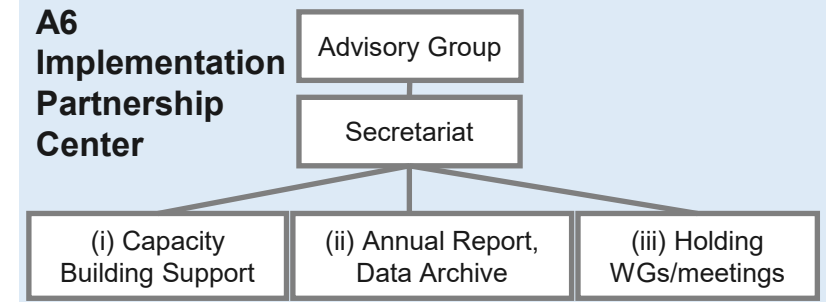 A6
Implementation
Partnership
Center
Advisory Group
Secretariat
(i) Capacity
Building Support
(ii) Annual Report,
Data Archive
(iii) Holding
WGs/meetings